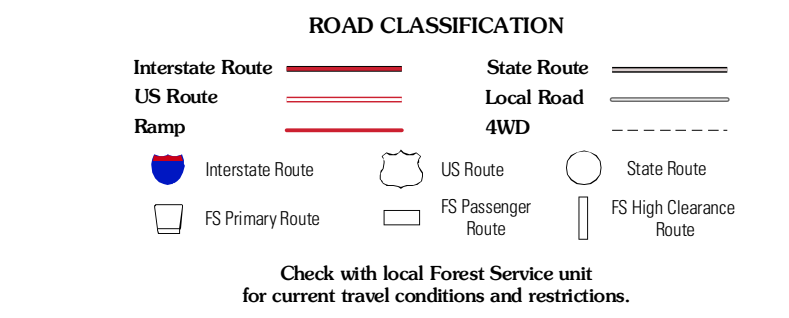 ROAD CLASSIFICATION
Interstate Route
State Route
US Route
Local Road
Ramp
4WD
Interstate Route
US Route
State Route
FS Primary Route
FS Passenger
Route
FS High Clearance
Route
Check with local Forest Service unit
for current travel conditions and restrictions.